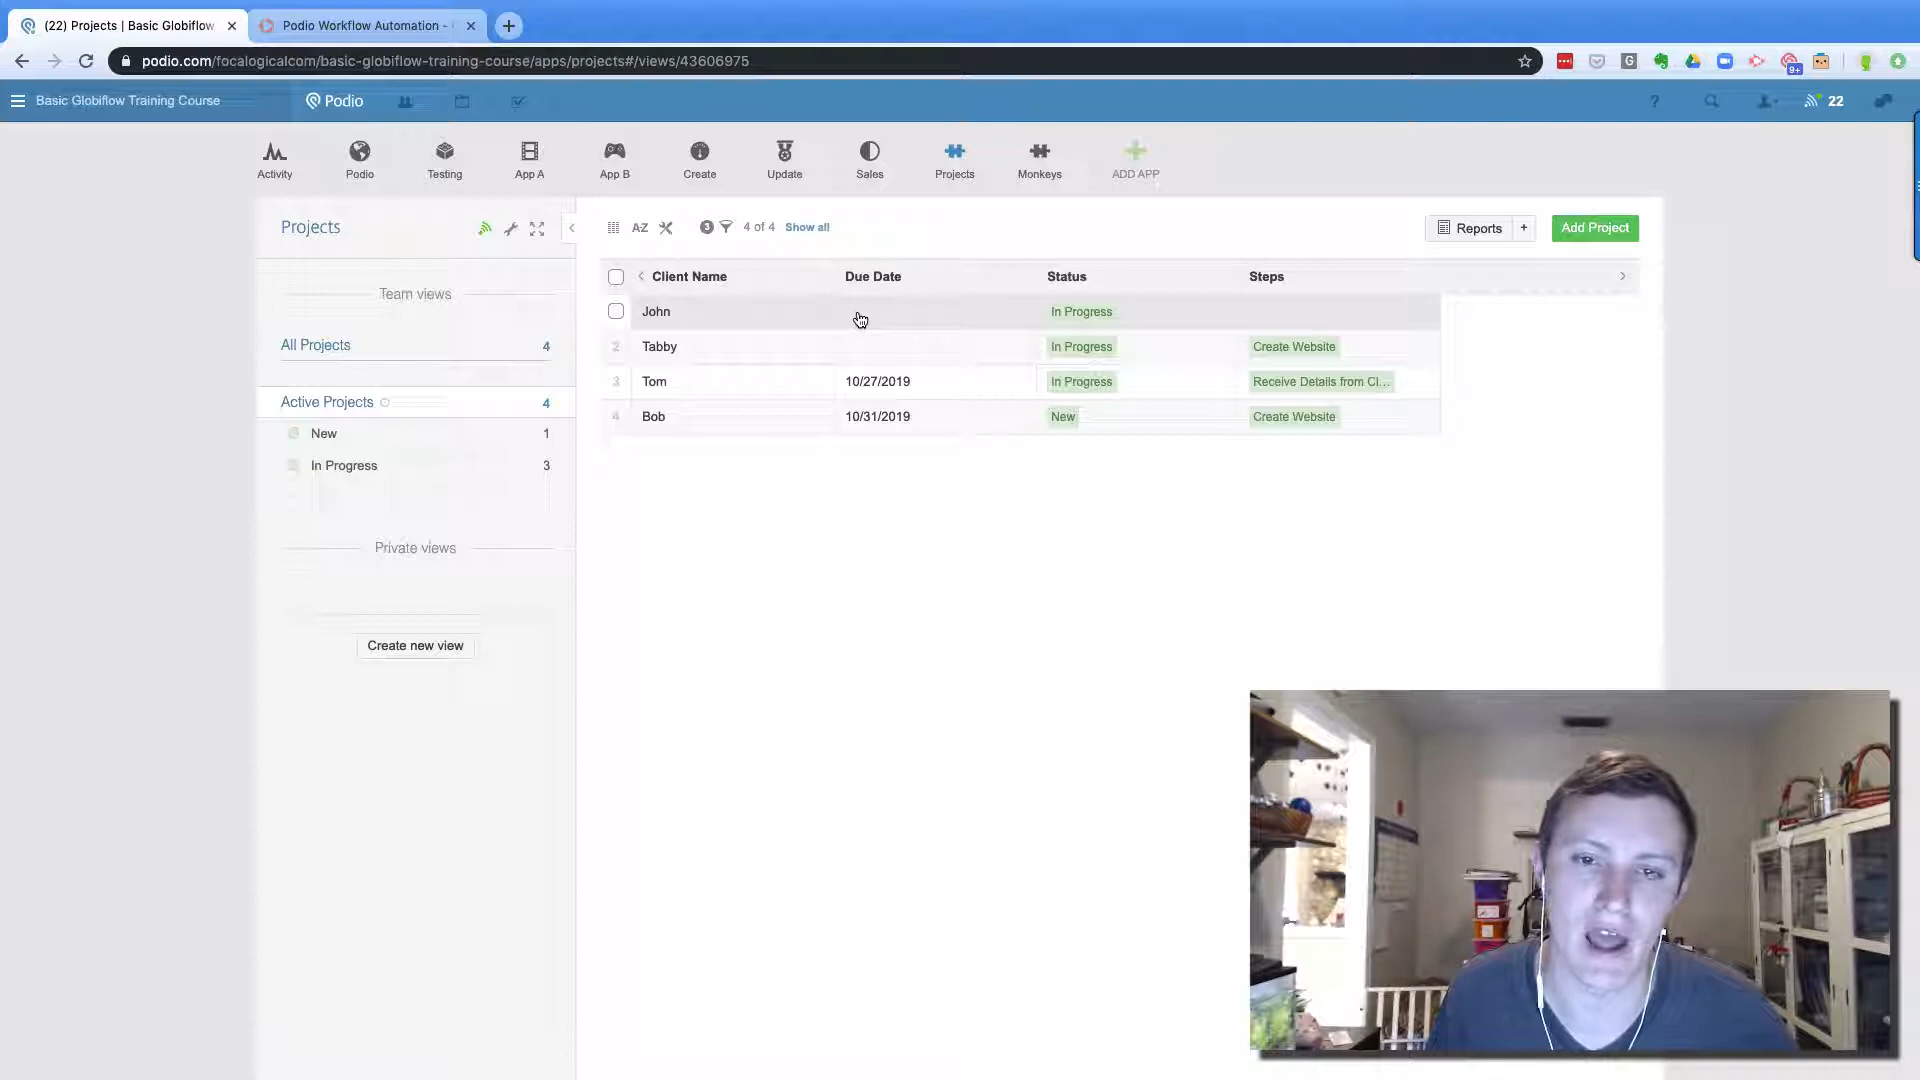 (22) Projects | Basic Globiflow
Podio Workflow Automation -
podio.com/focalogicalcom/basic-globiflow-training-course/apps/projects#/views/43606975
G
9+
Basic Globiflow Training Course
Podio
?
22
Activity
Podio
Testing
App A
App B
Create
Update
Sales
Projects
Monkeys
ADD APP
Projects
A-Z
3
4 of 4
Show all
Reports
+
Add Project
Team views
Client Name
Due Date
Status
Steps
John
In Progress
All Projects 4
2
Tabby
In Progress
Create Website
3
Tom
10/27/2019
In Progress
Receive Details from Cl...
Active Projects 4
4
Bob
10/31/2019
New
Create Website
New 1
In Progress 3
Private views
Create new view